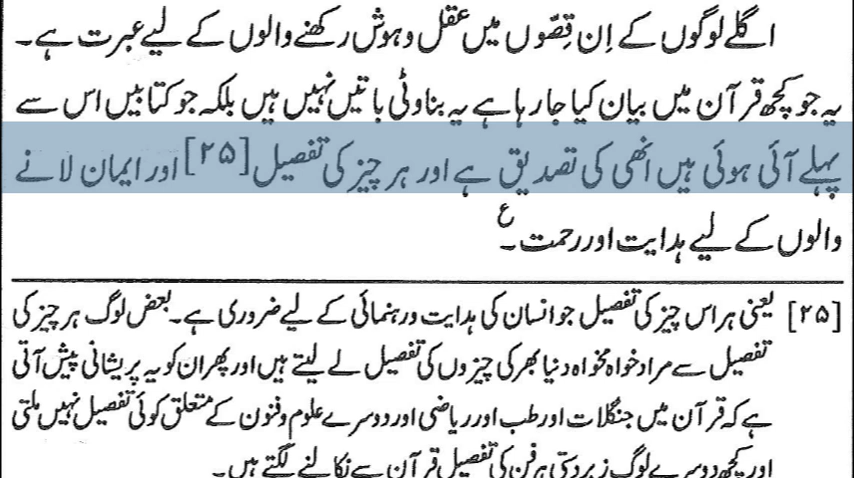 اگلے لوگوں کے اِن قِصّوں میں عقل و ہوش رکھنے والوں کے لیے عبرت ہے۔
یہ جو کچھ قرآن میں بیان کیا جا رہا ہے یہ بناوٹی باتیں نہیں ہیں بلکہ جو کتابیں اس سے
پہلے آئی ہوئی ہیں انھی کی تصدیق ہے اور ہر چیز کی تفصیل [۲۵] اور ایمان لانے
والوں کے لیے ہدایت اور رحمت۔ ع
[۲۵] یعنی ہر اس چیز کی تفصیل جو انسان کی ہدایت و رہنمائی کے لیے ضروری ہے۔ بعض لوگ ہر چیز کی
تفصیل سے مراد خواہ مخواہ دنیا بھر کی چیزوں کی تفصیل لے لیتے ہیں اور پھر ان کو یہ پریشانی پیش آتی
ہے کہ قرآن میں جنگلات اور طب اور ریاضی اور دوسرے علوم و فنون کے متعلق کوئی تفصیل نہیں ملتی
اور کچھ دوسرے لوگ زبردستی ہر فن کی تفصیل قرآن سے نکالنے لگتے ہیں۔